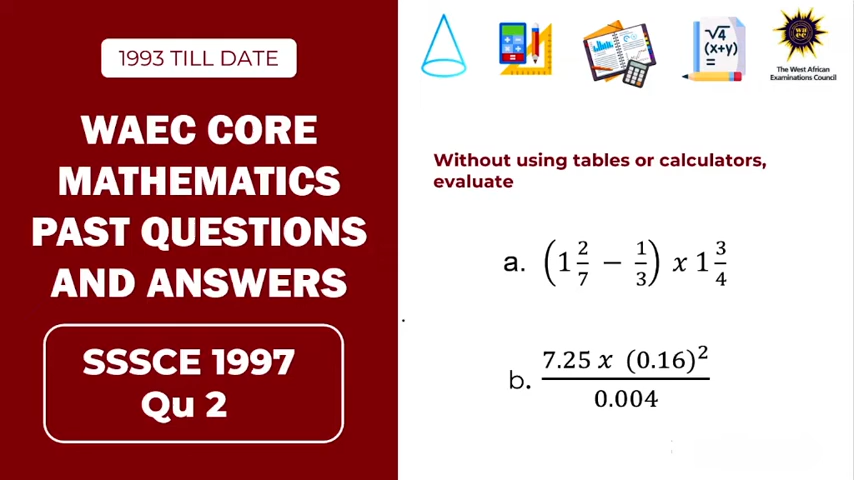 1993 TILL DATE
WAEC CORE
MATHEMATICS
PAST QUESTIONS
AND ANSWERS
SSSCE 1997
Qu 2
√4
(x+y)
=
The West African
Examinations Council
Without using tables or calculators,
evaluate
a. (1 2/7 − 1/3) x 1 3/4
b. 7.25 x (0.16)²
0.004